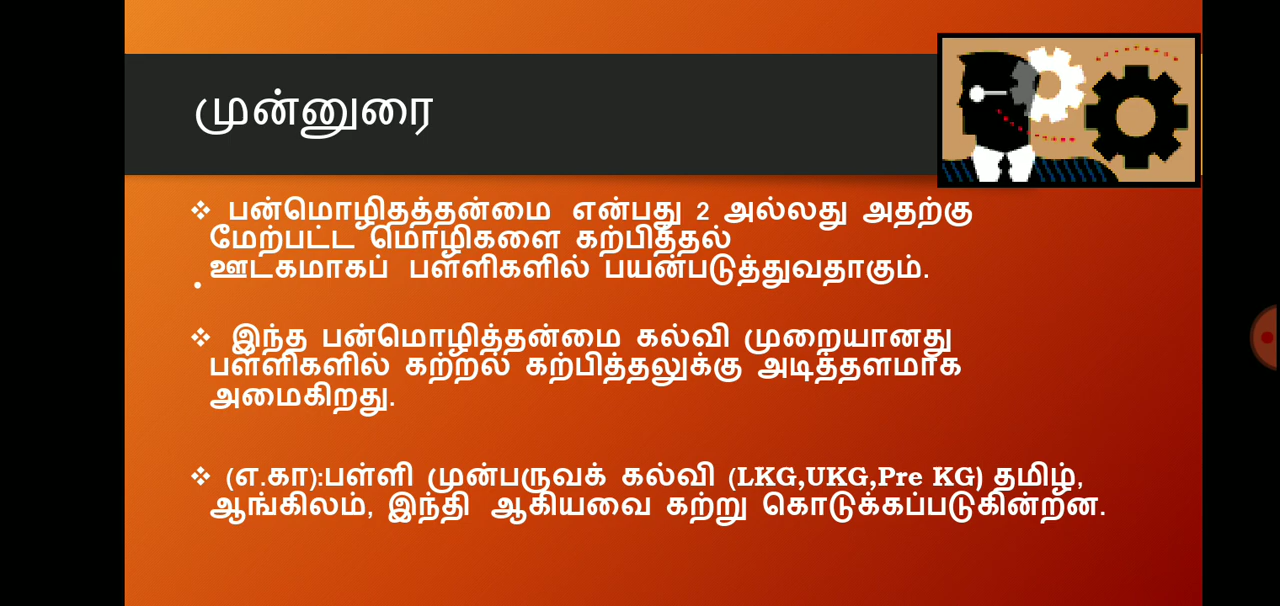 முன்னுரை
❖ பன்மொழிதத்தன்மை என்பது 2 அல்லது அதற்கு
மேற்பட்ட மொழிகளை கற்பித்தல்
ஊடகமாகப் பள்ளிகளில் பயன்படுத்துவதாகும்.
•
❖ இந்த பன்மொழித்தன்மை கல்வி முறையானது
பள்ளிகளில் கற்றல் கற்பித்தலுக்கு அடித்தளமாக
அமைகிறது.
❖ (எ.கா):பள்ளி முன்பருவக் கல்வி (LKG,UKG,Pre KG) தமிழ்,
ஆங்கிலம், இந்தி ஆகியவை கற்று கொடுக்கப்படுகின்றன.